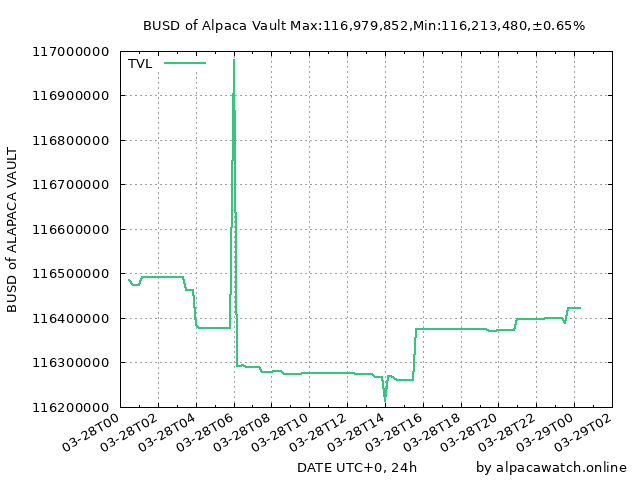 BUSD of Alpaca Vault Max:116,979,852,Min:116,213,480,±0.65%
TVL
BUSD of ALAPACA VAULT
117000000
116900000
116800000
116700000
116600000
116500000
116400000
116300000
116200000
03-28T00
03-28T02
03-28T04
03-28T06
03-28T08
03-28T10
03-28T12
03-28T14
03-28T16
03-28T18
03-28T20
03-28T22
03-29T00
03-29T02
DATE UTC+0, 24h
by alpacawatch.online